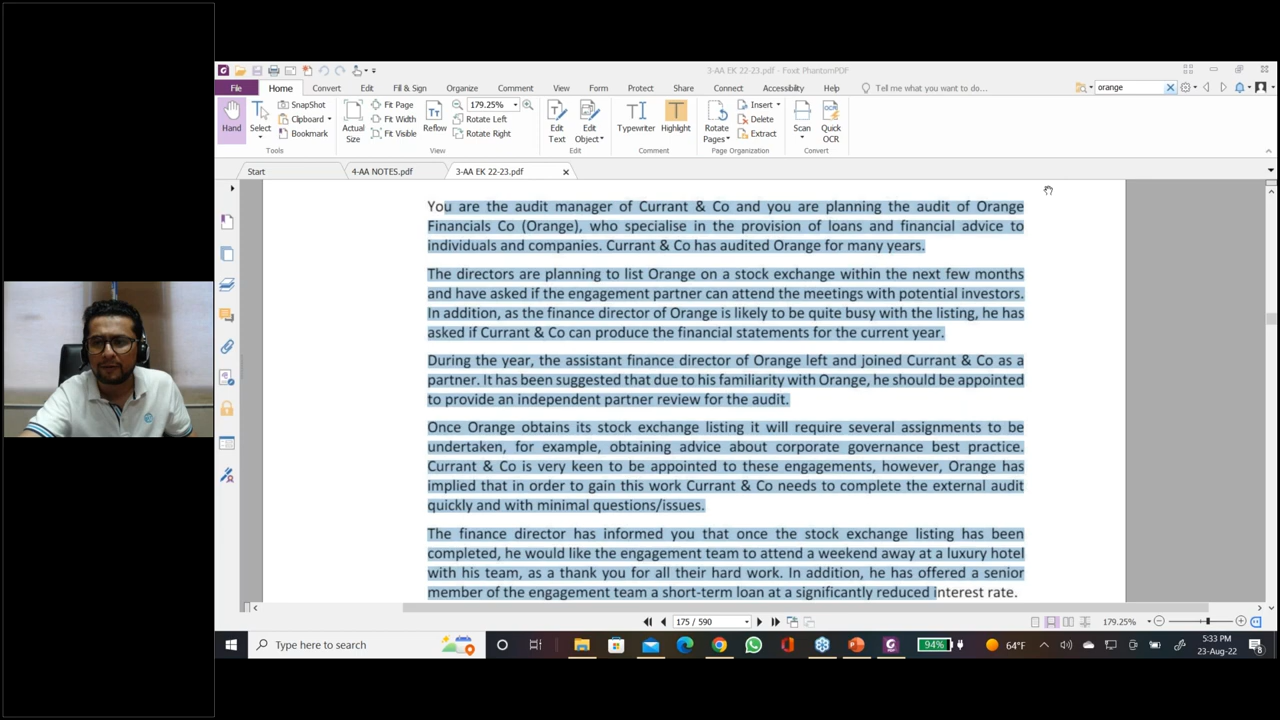 3-AA EK 22-23.pdf - Foxit PhantomPDF
File Home Convert Edit Fill & Sign Organize Comment View Form Protect Share Connect Accessibility Help Tell me what you want to do... orange
Hand Select SnapShot Clipboard Bookmark Actual Size Fit Page Fit Width Fit Visible Reflow 179.25% Rotate Left Rotate Right Edit Text Edit Object Typewriter Highlight Rotate Pages Insert Delete Extract Scan Quick OCR
Tools View Edit Comment Page Organization Convert
Start 4-AA NOTES.pdf 3-AA EK 22-23.pdf
You are the audit manager of Currant & Co and you are planning the audit of Orange
Financials Co (Orange), who specialise in the provision of loans and financial advice to
individuals and companies. Currant & Co has audited Orange for many years.
The directors are planning to list Orange on a stock exchange within the next few months
and have asked if the engagement partner can attend the meetings with potential investors.
In addition, as the finance director of Orange is likely to be quite busy with the listing, he has
asked if Currant & Co can produce the financial statements for the current year.
During the year, the assistant finance director of Orange left and joined Currant & Co as a
partner. It has been suggested that due to his familiarity with Orange, he should be appointed
to provide an independent partner review for the audit.
Once Orange obtains its stock exchange listing it will require several assignments to be
undertaken, for example, obtaining advice about corporate governance best practice.
Currant & Co is very keen to be appointed to these engagements, however, Orange has
implied that in order to gain this work Currant & Co needs to complete the external audit
quickly and with minimal questions/issues.
The finance director has informed you that once the stock exchange listing has been
completed, he would like the engagement team to attend a weekend away at a luxury hotel
with his team, as a thank you for all their hard work. In addition, he has offered a senior
member of the engagement team a short-term loan at a significantly reduced interest rate.
175 / 590 179.25%
Type here to search 94% 64°F 5:33 PM
23-Aug-22